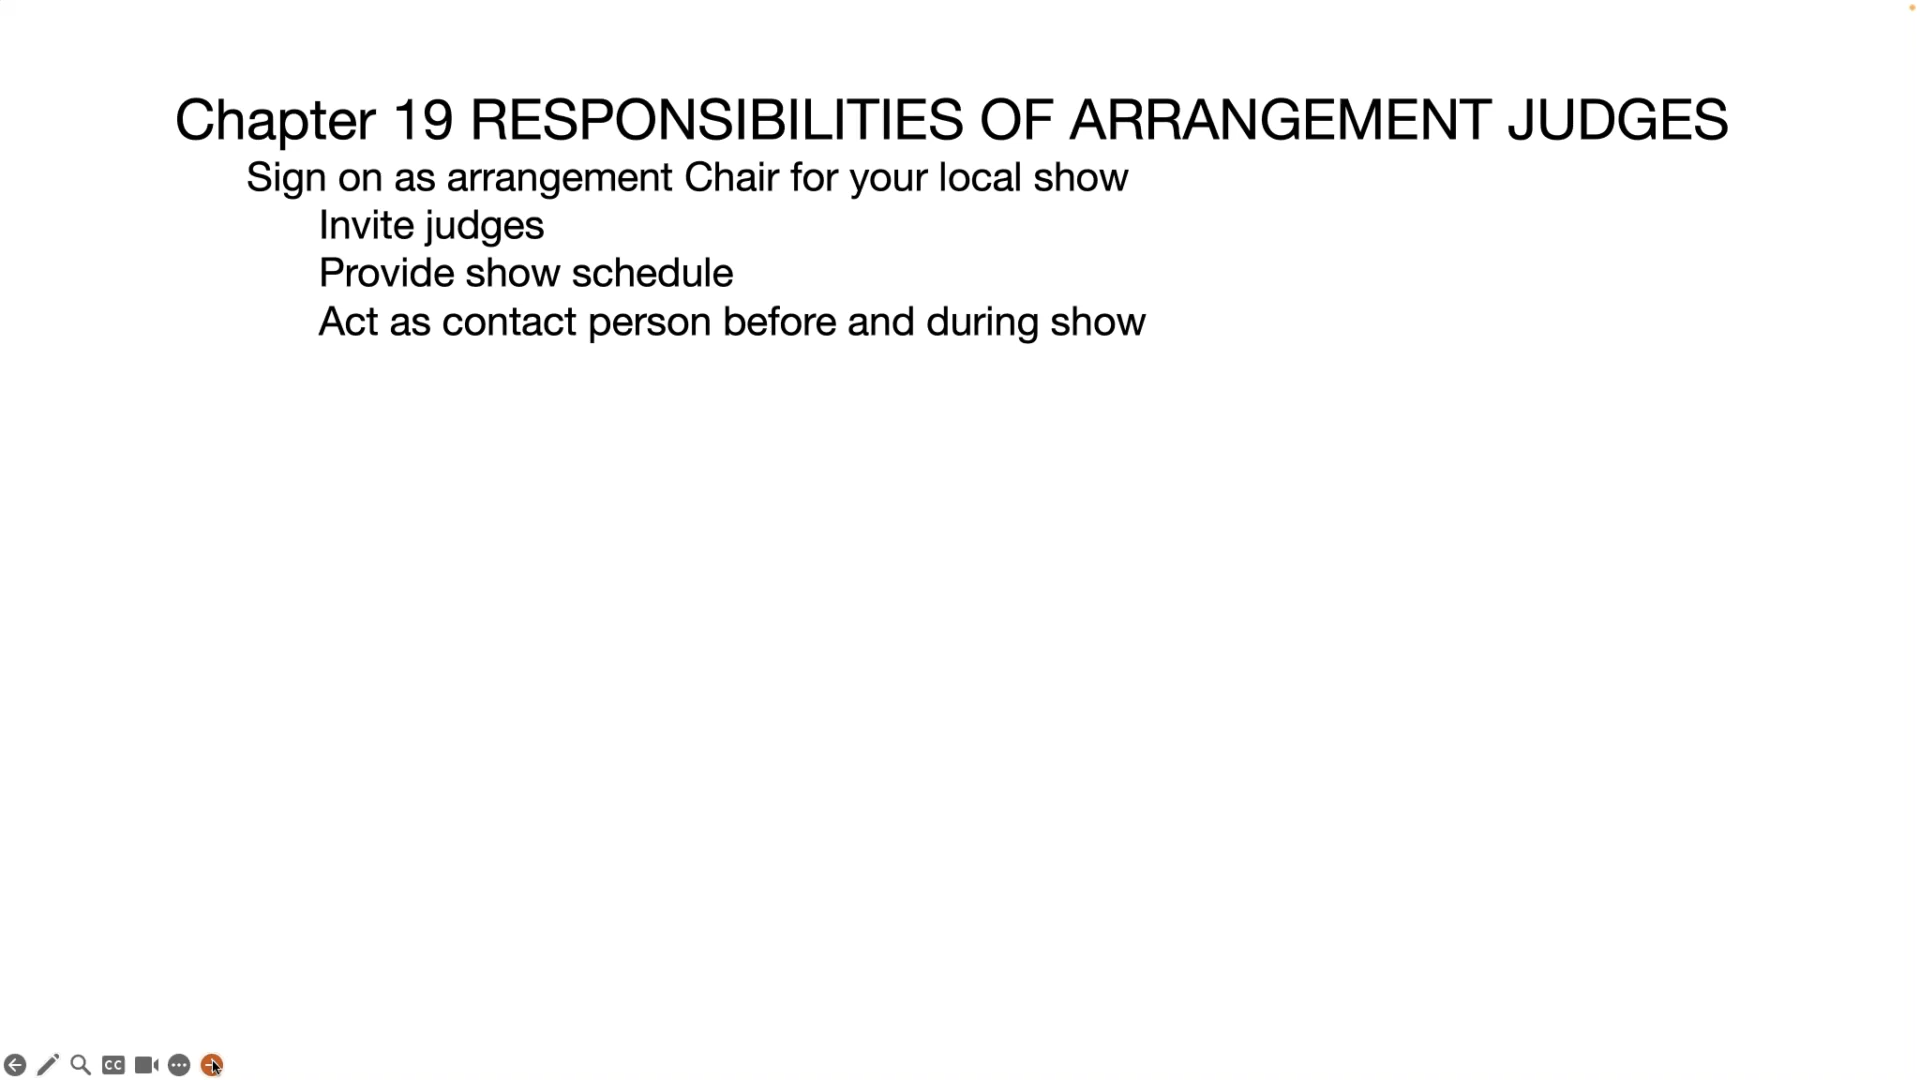 Chapter 19 RESPONSIBILITIES OF ARRANGEMENT JUDGES
Sign on as arrangement Chair for your local show
Invite judges
Provide show schedule
Act as contact person before and during show
CC